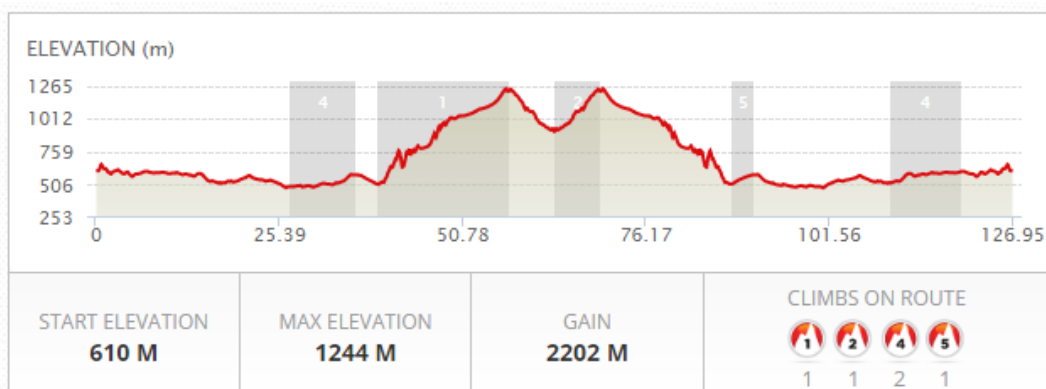 ELEVATION (m)
1265
1012
759
506
253
4
1
2
5
4
0 25.39 50.78 76.17 101.56 126.95
START ELEVATION
610 M
MAX ELEVATION
1244 M
GAIN
2202 M
CLIMBS ON ROUTE
1 2 4 5
1 1 2 1